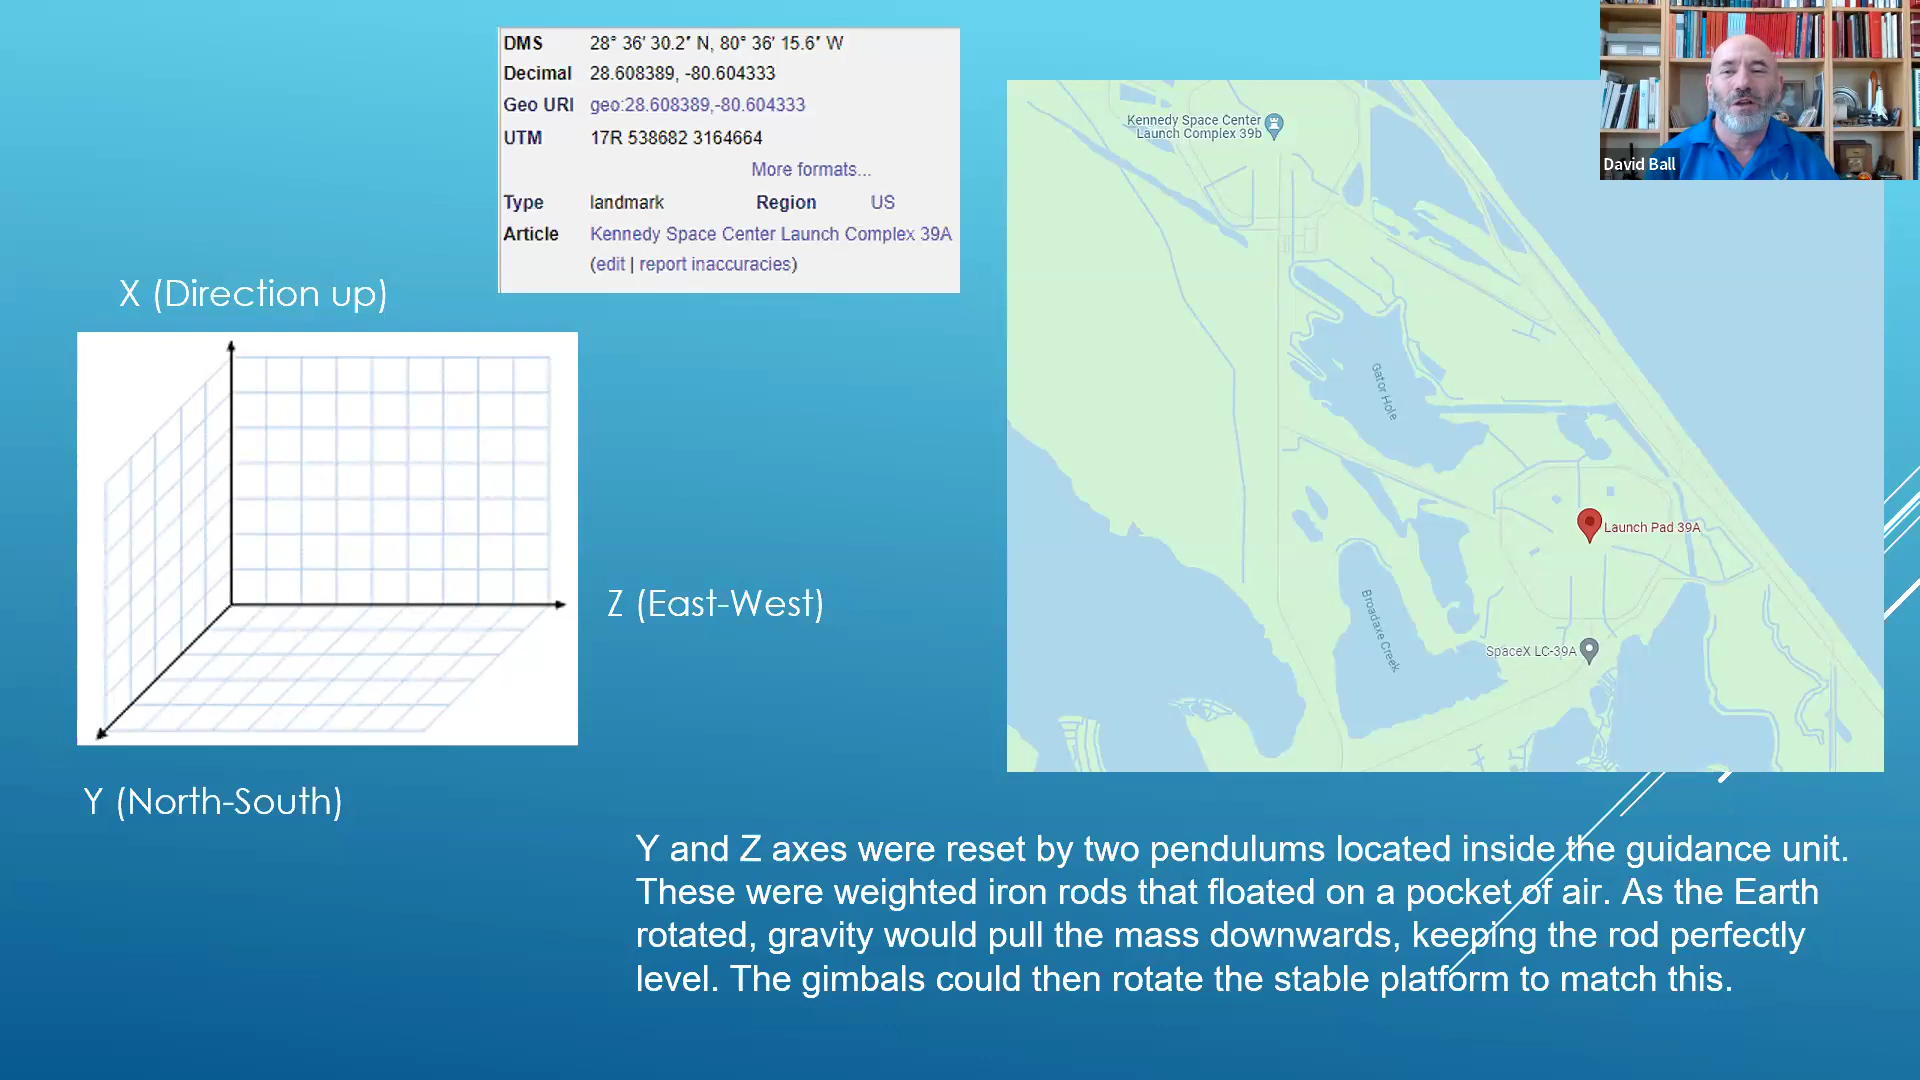 DMS 28° 36′ 30.2″ N, 80° 36′ 15.6″ W
Decimal 28.608389, -80.604333
Geo URI geo:28.608389,-80.604333
UTM 17R 538682 3164664
More formats...
Type landmark Region US
Article Kennedy Space Center Launch Complex 39A
(edit | report inaccuracies)
David Ball
X (Direction up)
Z (East-West)
Y (North-South)
Kennedy Space Center
Launch Complex 39b
Gator Hole
Launch Pad 39A
Broadaxe Creek
SpaceX LC-39A
Y and Z axes were reset by two pendulums located inside the guidance unit.
These were weighted iron rods that floated on a pocket of air. As the Earth
rotated, gravity would pull the mass downwards, keeping the rod perfectly
level. The gimbals could then rotate the stable platform to match this.